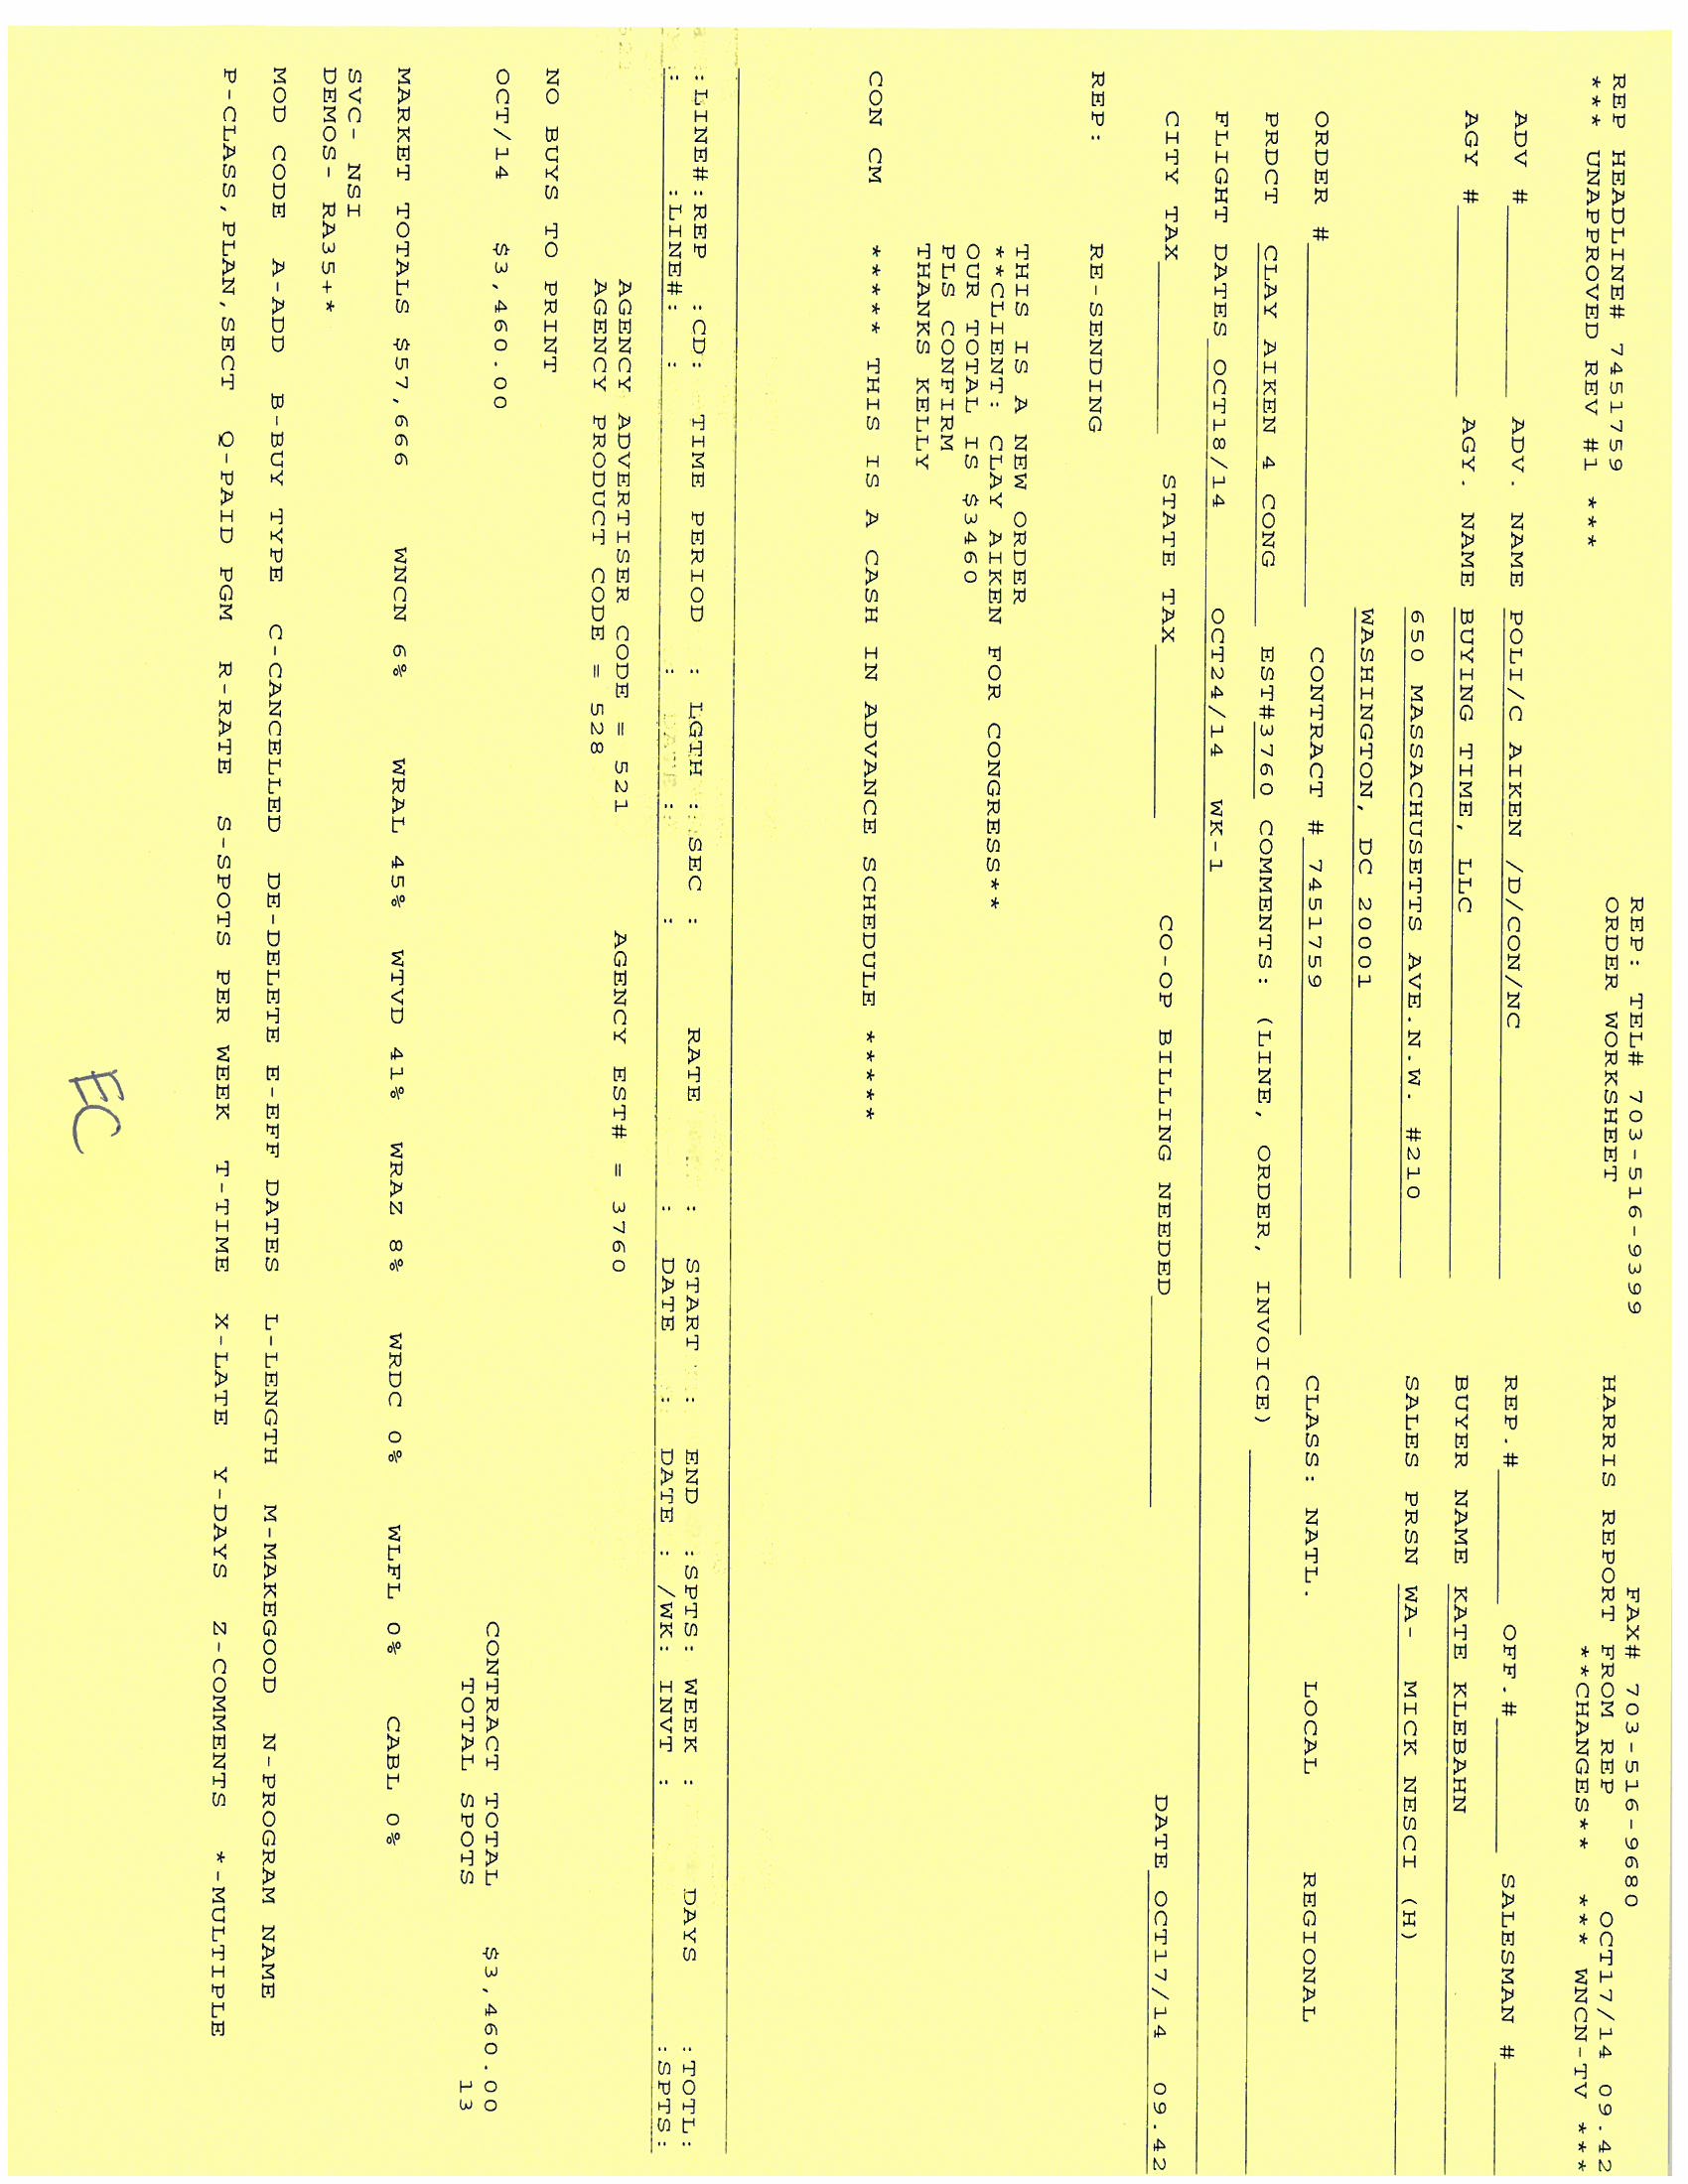 REP: TEL# 703-516-9399 FAX# 703-516-9680
REP HEADLINE# 7451759 ORDER WORKSHEET HARRIS REPORT FROM REP OCT17/14 09.42
*** UNAPPROVED REV #1 *** **CHANGES** *** WNCN-TV ***
ADV # ADV. NAME POLI/C AIKEN /D/CON/NC REP.# OFF.# SALESMAN #
AGY # AGY. NAME BUYING TIME, LLC BUYER NAME KATE KLEBAHN
650 MASSACHUSETTS AVE.N.W. #210 SALES PRSN WA- MICK NESCI (H)
WASHINGTON, DC 20001
ORDER # CONTRACT # 7451759 CLASS: NATL. LOCAL REGIONAL
PRDCT CLAY AIKEN 4 CONG EST#3760 COMMENTS: (LINE, ORDER, INVOICE)
FLIGHT DATES OCT18/14 OCT24/14 WK-1
CITY TAX STATE TAX CO-OP BILLING NEEDED DATE OCT17/14 09.42
REP: RE-SENDING
THIS IS A NEW ORDER
**CLIENT: CLAY AIKEN FOR CONGRESS**
OUR TOTAL IS $3460
PLS CONFIRM
THANKS KELLY
CON CM ***** THIS IS A CASH IN ADVANCE SCHEDULE *****
:LINE#:REP :CD: TIME PERIOD : LGTH :SEC : RATE : START : END :SPTS: WEEK : DAYS :TOTL:
: :LINE#: : : : : DATE : DATE : /WK: INVT : :SPTS:
AGENCY ADVERTISER CODE = 521 AGENCY EST# = 3760
AGENCY PRODUCT CODE = 528
NO BUYS TO PRINT
OCT/14 $3,460.00 CONTRACT TOTAL $3,460.00
TOTAL SPOTS 13
MARKET TOTALS $57,666 WNCN 6% WRAL 45% WTVD 41% WRAZ 8% WRDC 0% WLFL 0% CABL 0%
SVC- NSI
DEMOS- RA35+*
MOD CODE A-ADD B-BUY TYPE C-CANCELLED DE-DELETE E-EFF DATES L-LENGTH M-MAKEGOOD N-PROGRAM NAME
P-CLASS,PLAN,SECT Q-PAID PGM R-RATE S-SPOTS PER WEEK T-TIME X-LATE Y-DAYS Z-COMMENTS *-MULTIPLE
EC